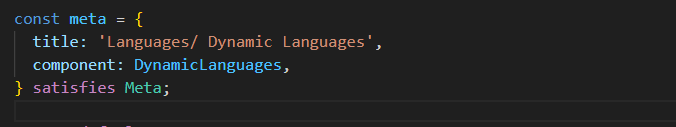 const meta = {
  title: 'Languages/ Dynamic Languages',
  component: DynamicLanguages,
} satisfies Meta;